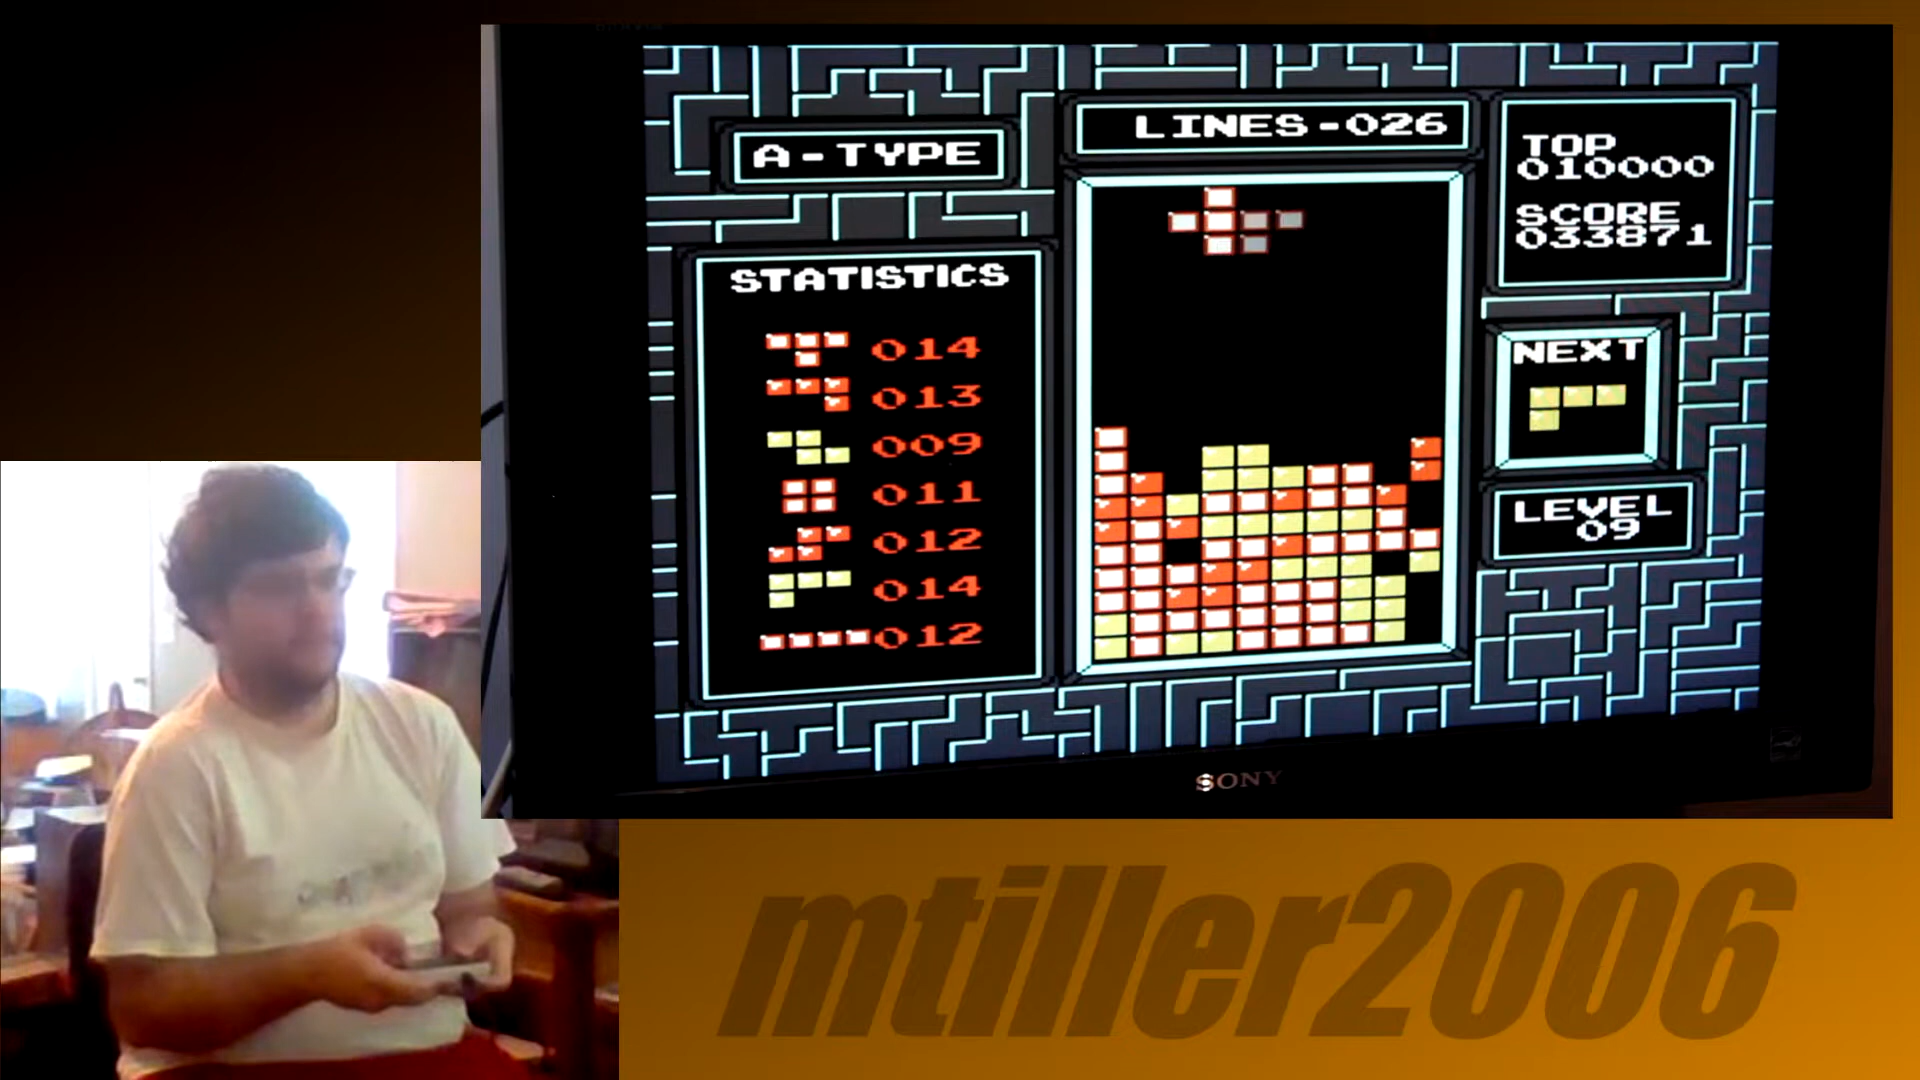 LINES-026
A-TYPE
TOP
010000
SCORE
033871
STATISTICS
014
013
009
011
012
014
012
NEXT
LEVEL
09
SONY
mtiller2006